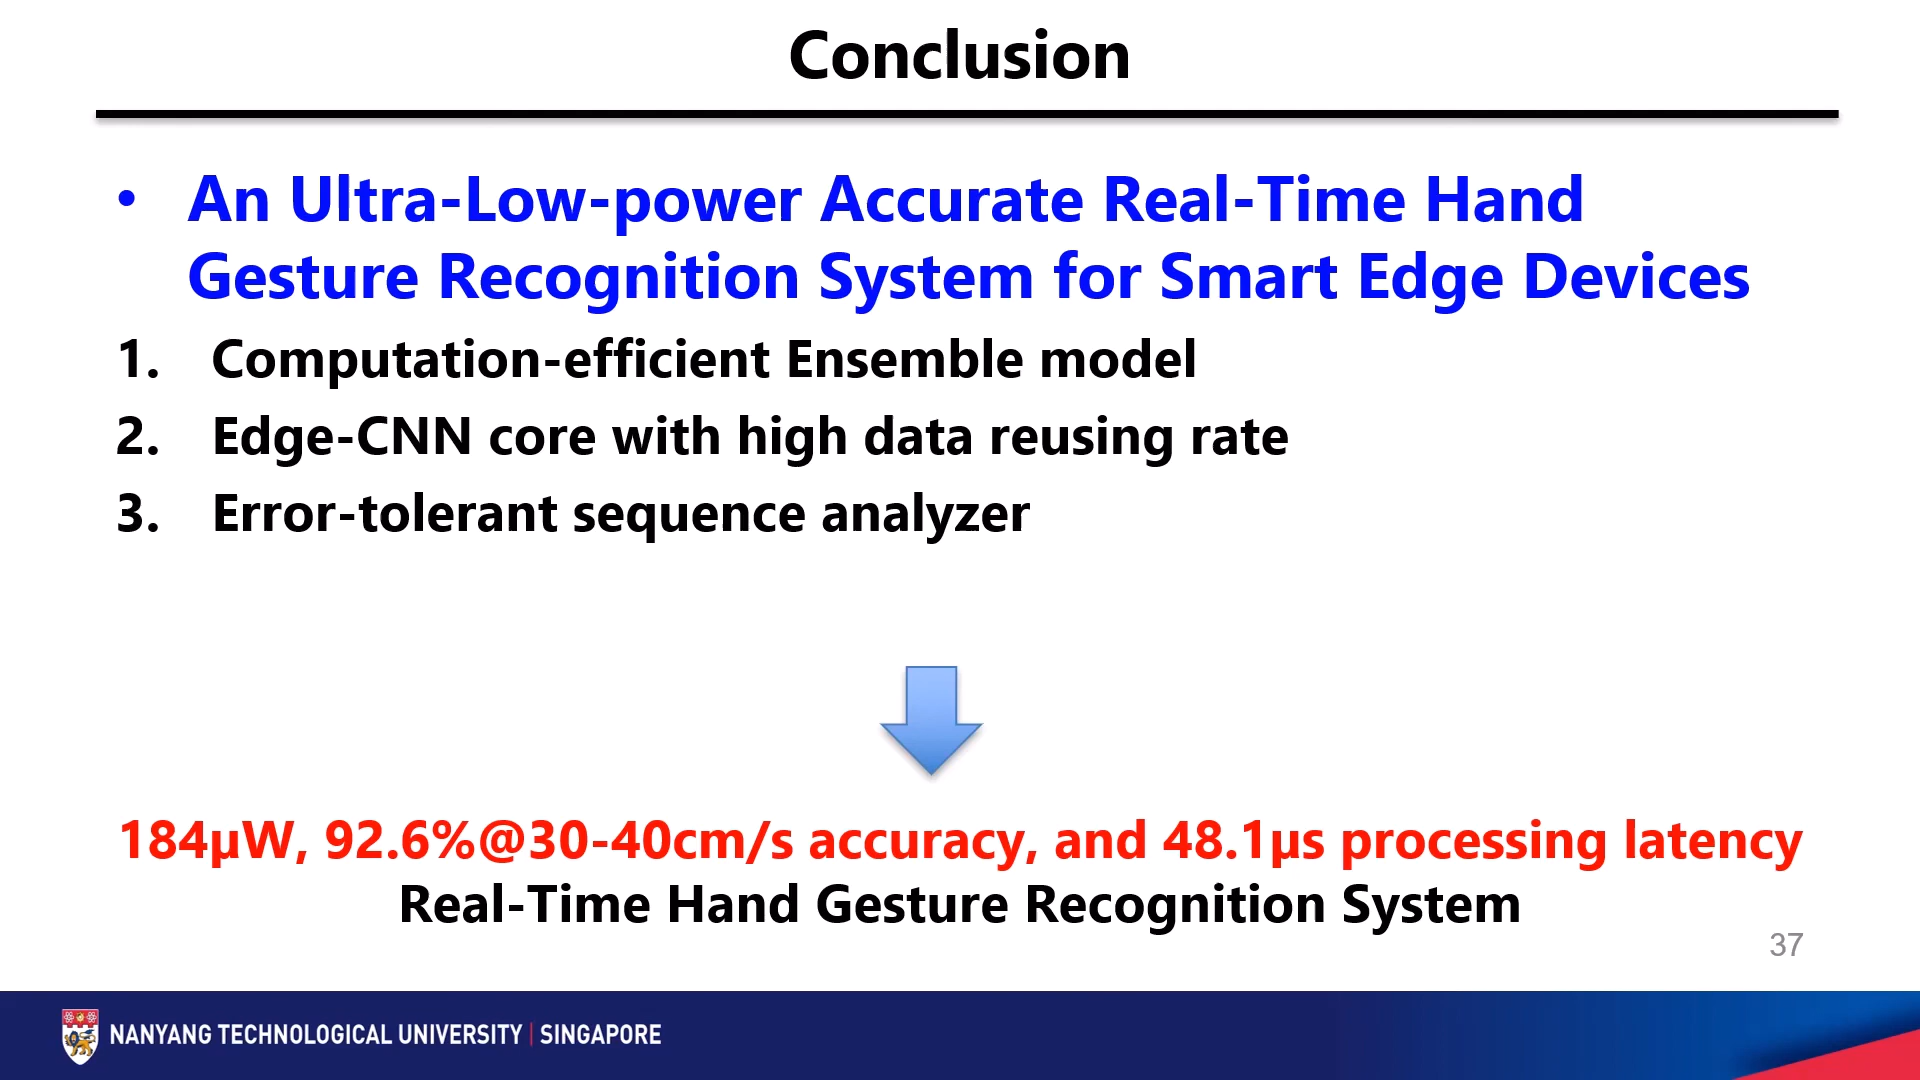 Conclusion
• An Ultra-Low-power Accurate Real-Time Hand
Gesture Recognition System for Smart Edge Devices
1. Computation-efficient Ensemble model
2. Edge-CNN core with high data reusing rate
3. Error-tolerant sequence analyzer
184µW, 92.6%@30-40cm/s accuracy, and 48.1µs processing latency
Real-Time Hand Gesture Recognition System
37
NANYANG TECHNOLOGICAL UNIVERSITY | SINGAPORE